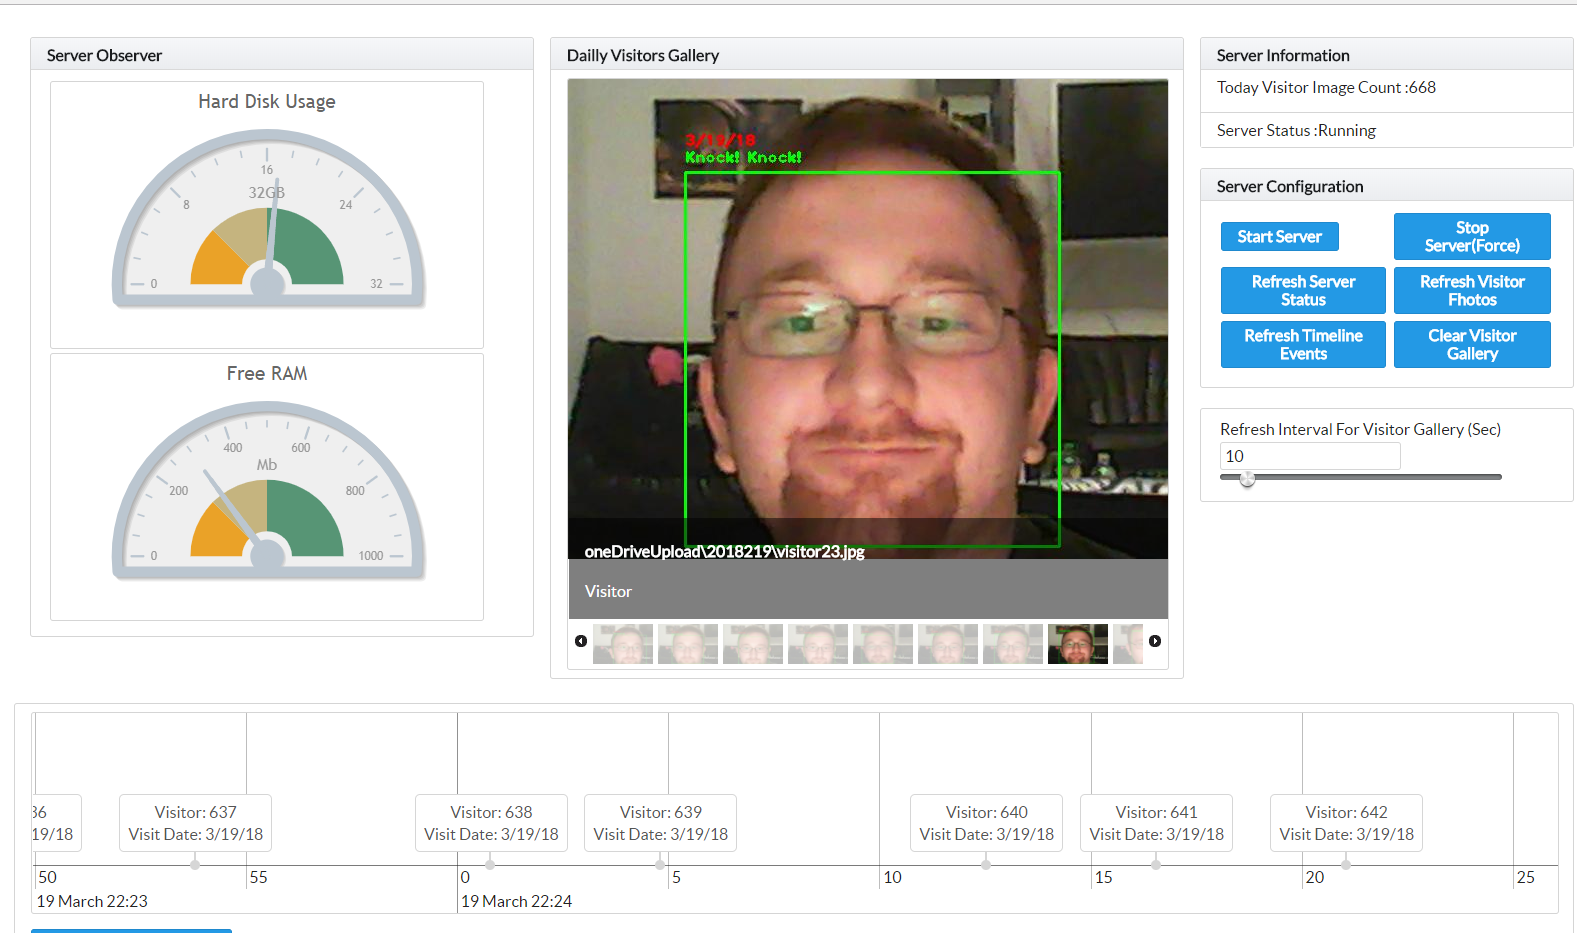 Server Observer
Hard Disk Usage
16
32GB
8
24
0
32
Free RAM
400
600
Mb
200
800
0
1000
Dailly Visitors Gallery
3/19/18
Knock! Knock!
oneDriveUpload\2018219\visitor23.jpg
Visitor
Server Information
Today Visitor Image Count :668
Server Status :Running
Server Configuration
Start Server
Stop
Server(Force)
Refresh Server
Status
Refresh Visitor
Fhotos
Refresh Timeline
Events
Clear Visitor
Gallery
Refresh Interval For Visitor Gallery (Sec)
10
36
19/18
Visitor: 637
Visit Date: 3/19/18
Visitor: 638
Visit Date: 3/19/18
Visitor: 639
Visit Date: 3/19/18
Visitor: 640
Visit Date: 3/19/18
Visitor: 641
Visit Date: 3/19/18
Visitor: 642
Visit Date: 3/19/18
50
55
0
5
10
15
20
25
19 March 22:23
19 March 22:24